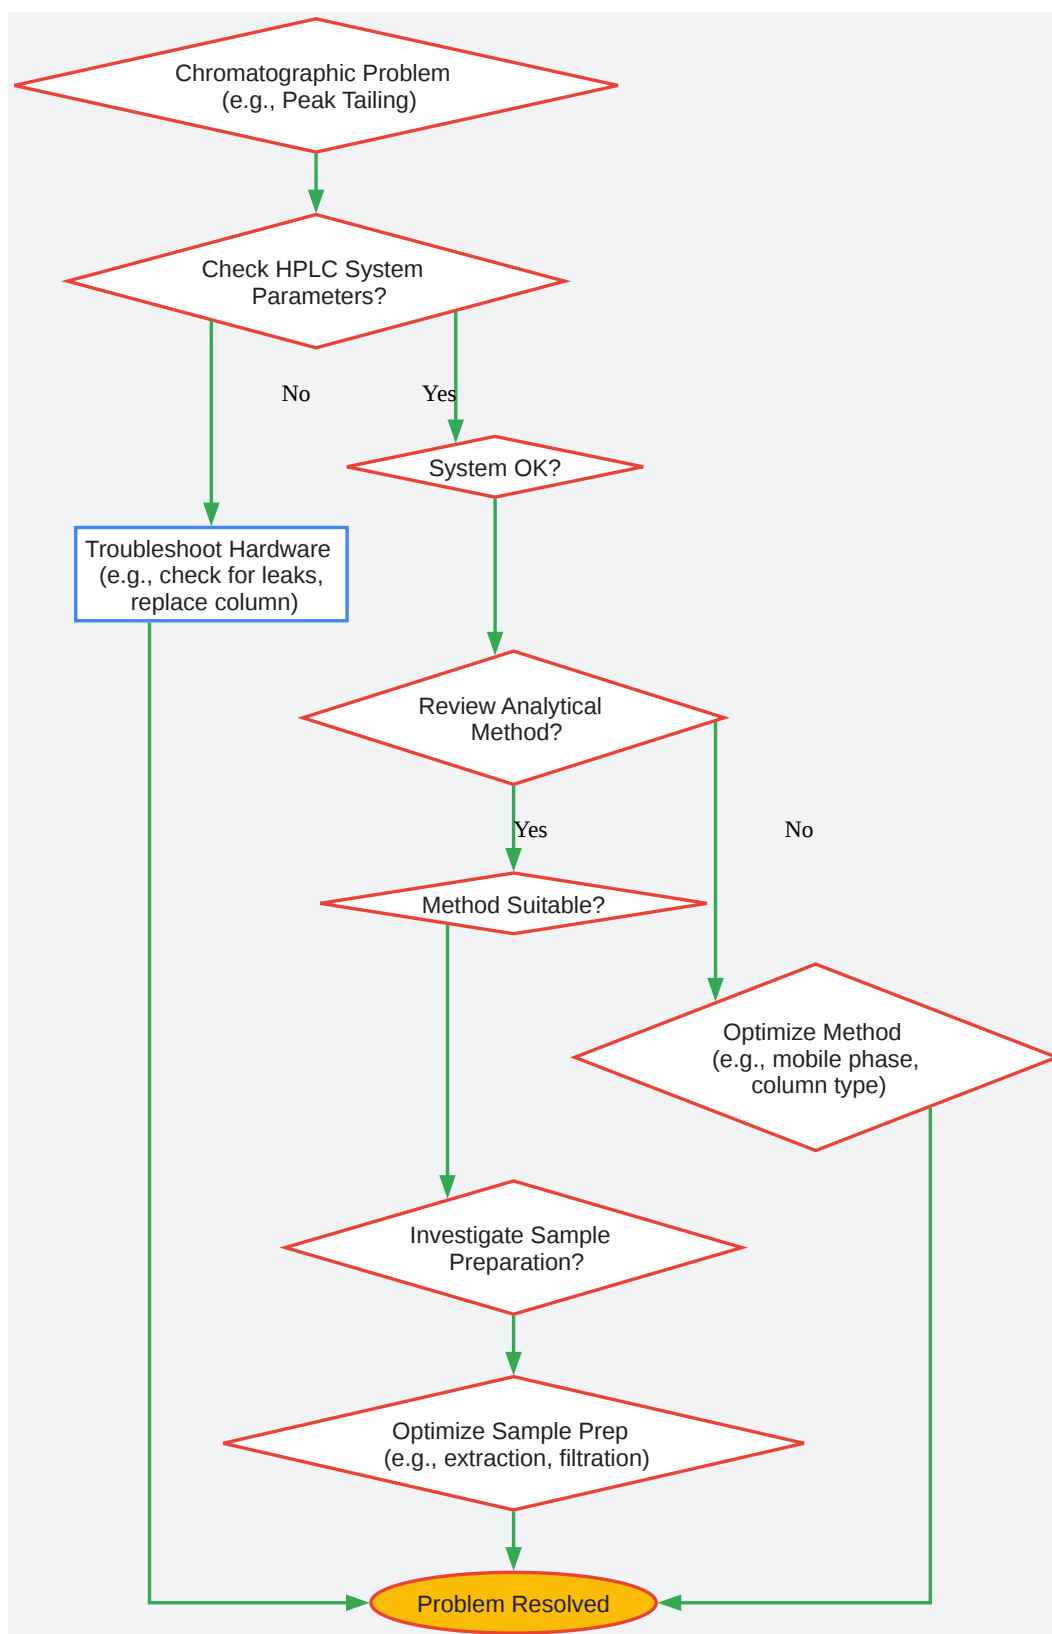 Chromatographic Problem
(e.g., Peak Tailing)
Check HPLC System
Parameters?
No
Yes
System OK?
Troubleshoot Hardware
(e.g., check for leaks,
replace column)
Review Analytical
Method?
Yes
No
Method Suitable?
Optimize Method
(e.g., mobile phase,
column type)
Investigate Sample
Preparation?
Optimize Sample Prep
(e.g., extraction, filtration)
Problem Resolved